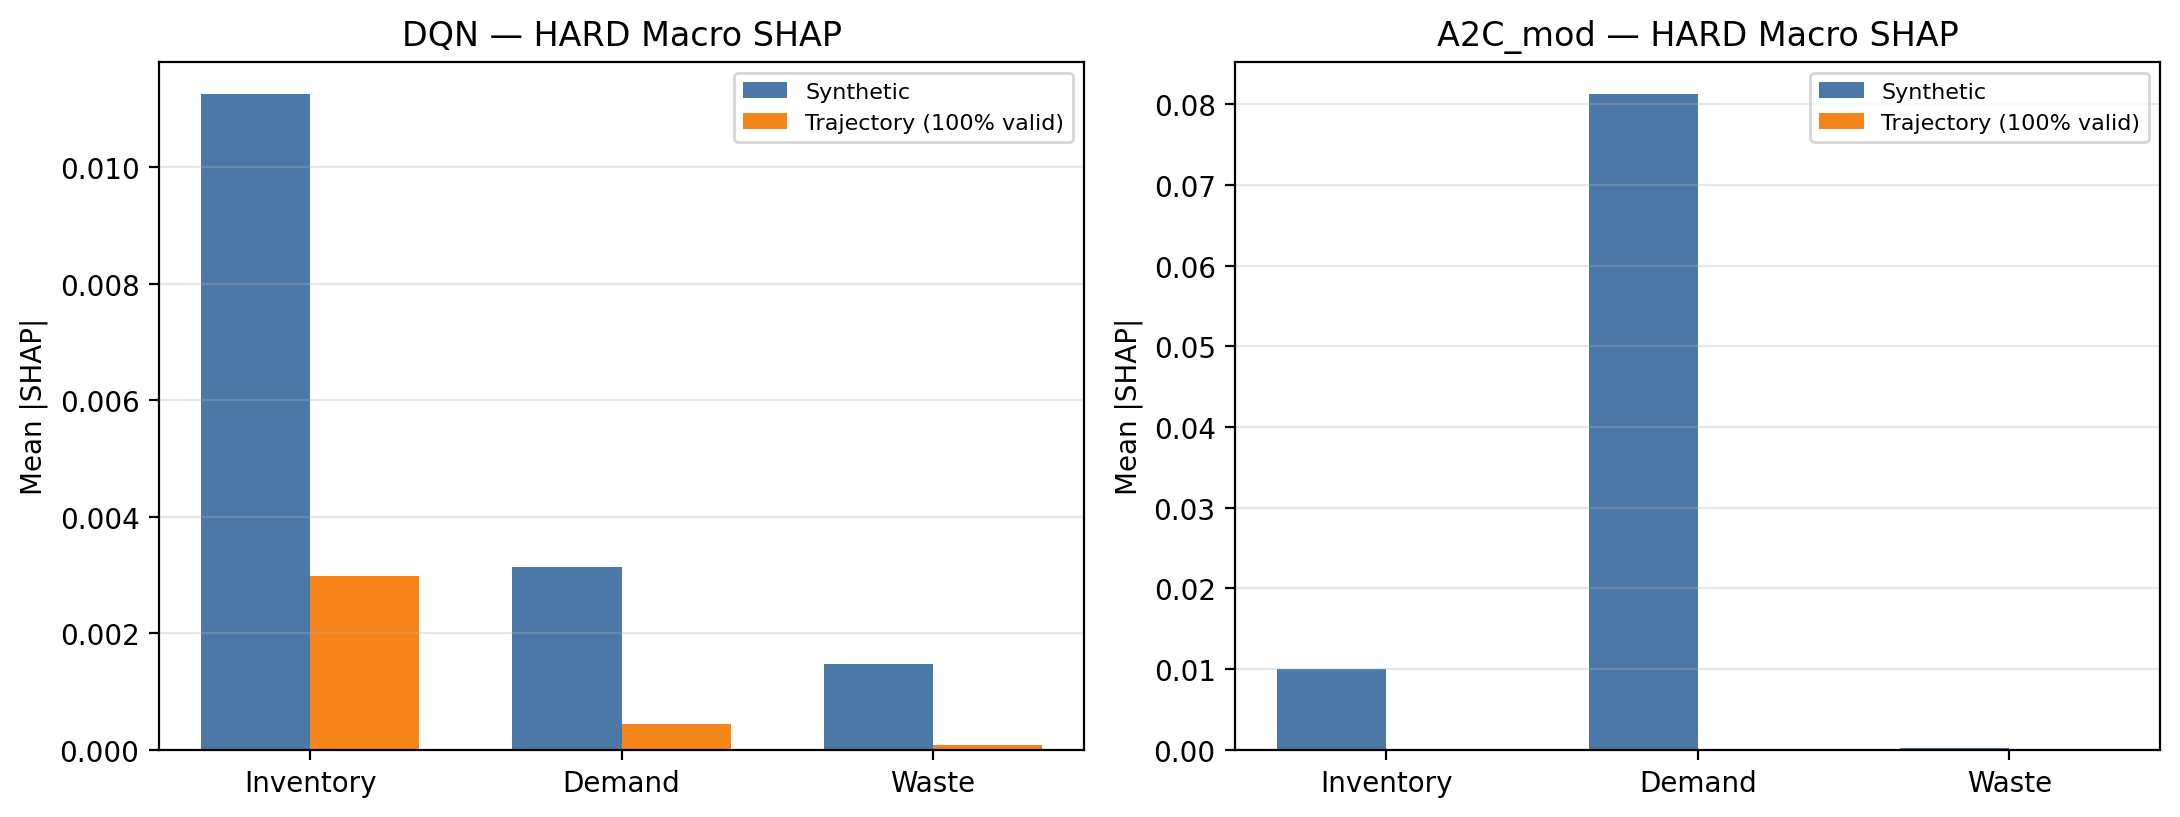 DQN — HARD Macro SHAP
Synthetic
Trajectory (100% valid)
Mean |SHAP|
0.010
0.008
0.006
0.004
0.002
0.000
Inventory
Demand
Waste
A2C_mod — HARD Macro SHAP
Synthetic
Trajectory (100% valid)
Mean |SHAP|
0.08
0.07
0.06
0.05
0.04
0.03
0.02
0.01
0.00
Inventory
Demand
Waste